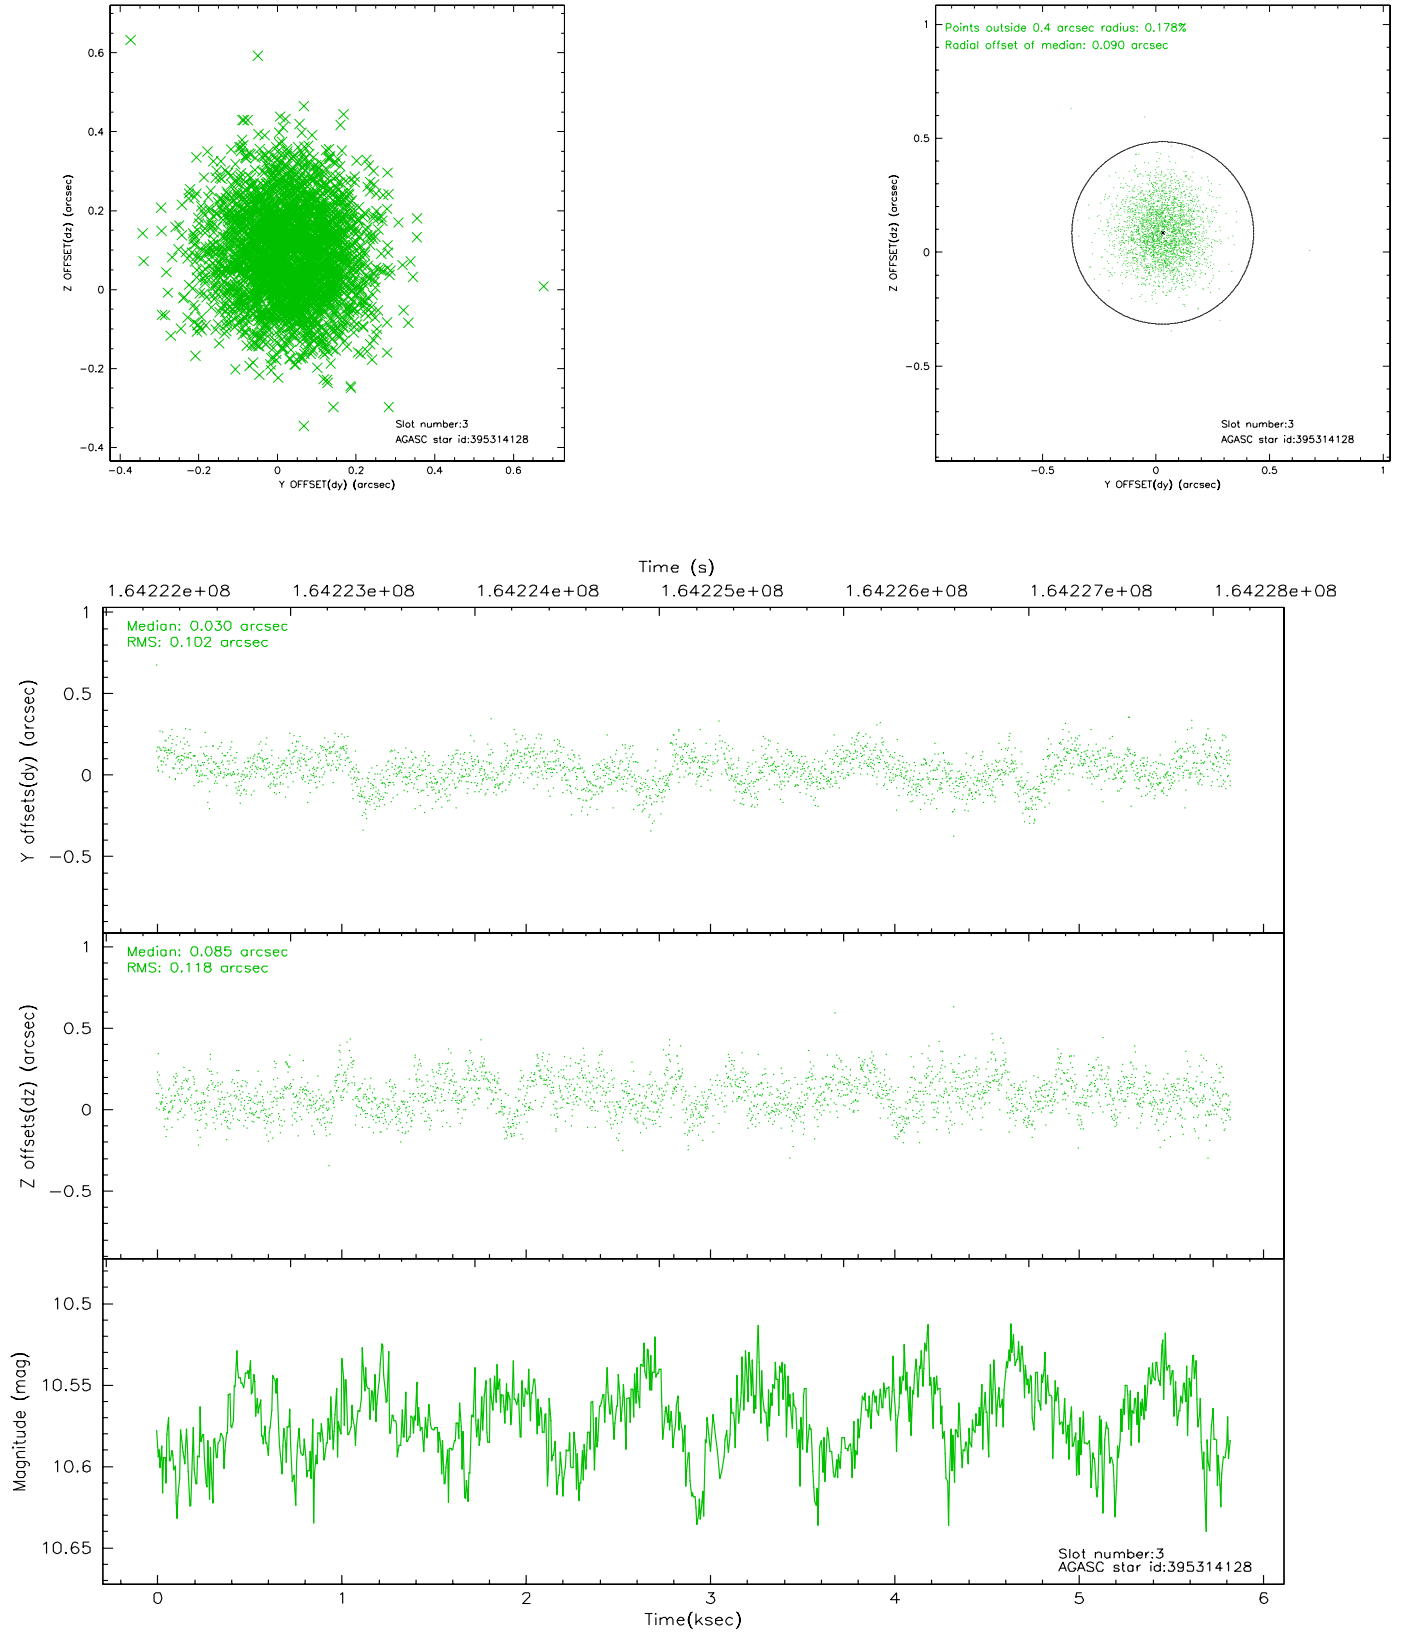 0.6
0.4
0.2
0
−0.2
−0.4
Z OFFSET(dz) (arcsec)
−0.4 −0.2 0 0.2 0.4 0.6
Y OFFSET(dy) (arcsec)
Slot number:3
AGASC star id:395314128
Points outside 0.4 arcsec radius: 0.178%
Radial offset of median: 0.090 arcsec
1
0.5
0
−0.5
Z OFFSET(dz) (arcsec)
−0.5 0 0.5 1
Y OFFSET(dy) (arcsec)
Slot number:3
AGASC star id:395314128
Time (s)
1.64222e+08 1.64223e+08 1.64224e+08 1.64225e+08 1.64226e+08 1.64227e+08 1.64228e+08
Median: 0.030 arcsec
RMS: 0.102 arcsec
1
0.5
0
−0.5
Y offsets(dy) (arcsec)
Median: 0.085 arcsec
RMS: 0.118 arcsec
1
0.5
0
−0.5
Z offsets(dz) (arcsec)
10.5
10.55
10.6
10.65
Magnitude (mag)
Slot number:3
AGASC star id:395314128
0 1 2 3 4 5 6
Time(ksec)